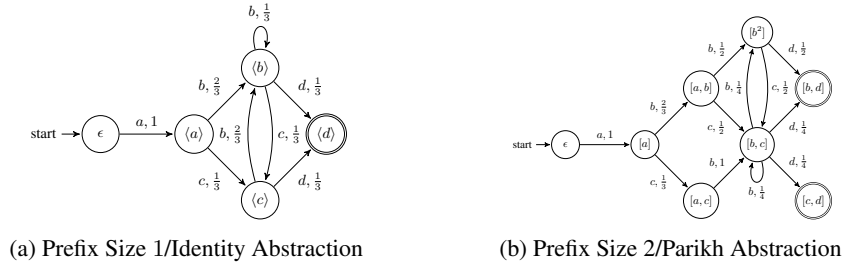 b, 1/3
⟨b⟩
b, 2/3
d, 1/3
start
ϵ
a, 1
⟨a⟩
b, 2/3
c, 1/3
⟨d⟩
c, 1/3
d, 1/3
⟨c⟩
(a) Prefix Size 1/Identity Abstraction
[b²]
b, 1/2
d, 1/2
[a, b]
b, 1/4
c, 1/2
[b, d]
b, 2/3
c, 1/2
d, 1/4
start
ϵ
a, 1
[a]
[b, c]
c, 1/3
b, 1
d, 1/4
[a, c]
b, 1/4
[c, d]
(b) Prefix Size 2/Parikh Abstraction